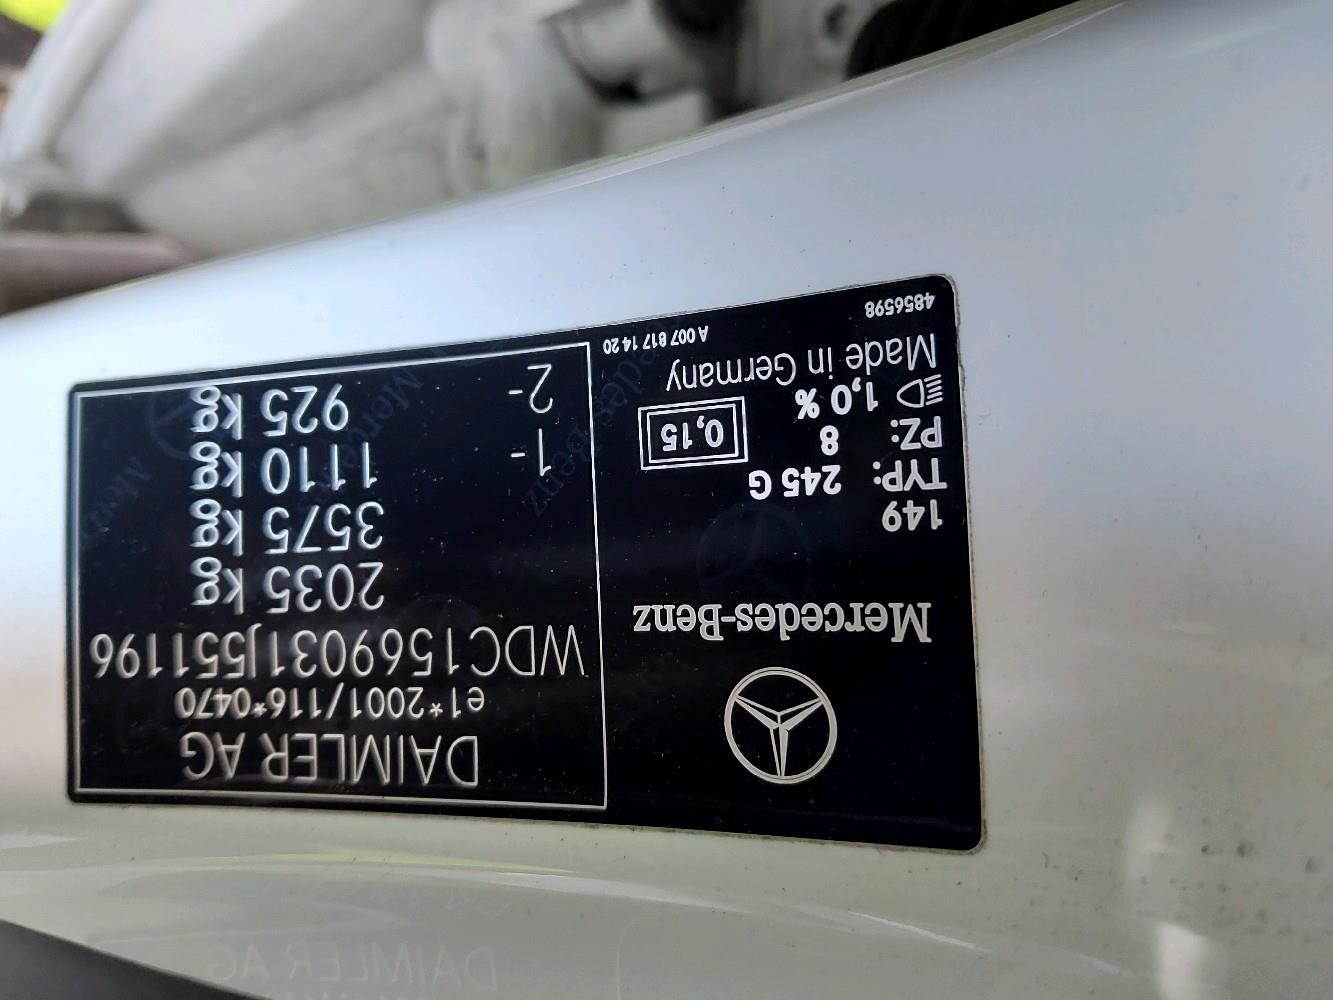 Mercedes-Benz
149
TYP: 245 G
PZ: 8
1,0 %
0,15
Made in Germany
A 007 817 14 20
4856598
DAIMLER AG
e1*2001/116*0470
WDC1569031J551196
2035 kg
3575 kg
1- 1110 kg
2- 925 kg